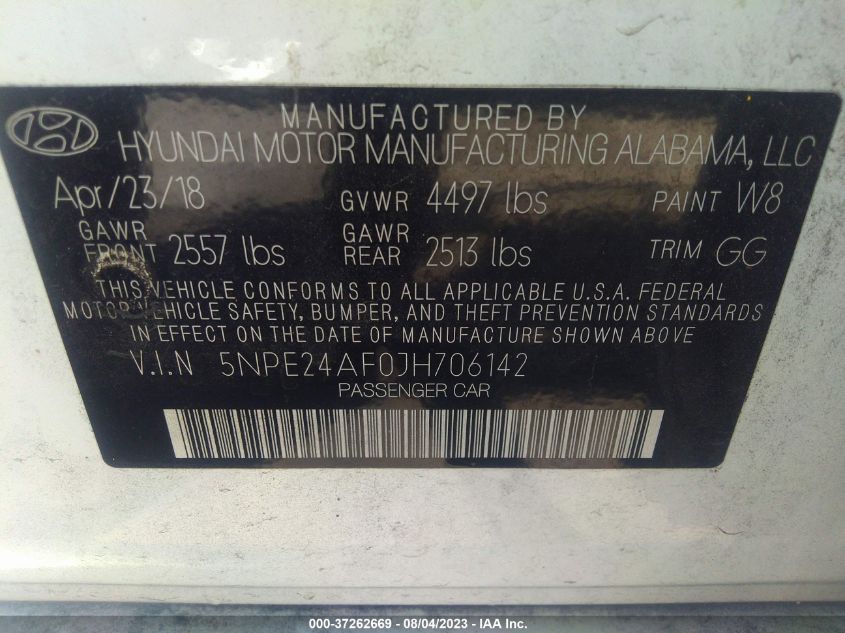 MANUFACTURED BY
HYUNDAI MOTOR MANUFACTURING ALABAMA, LLC
Apr/23/18 GVWR 4497 lbs PAINT W8
GAWR FRONT 2557 lbs GAWR REAR 2513 lbs TRIM GG
THIS VEHICLE CONFORMS TO ALL APPLICABLE U.S.A. FEDERAL
MOTOR VEHICLE SAFETY, BUMPER, AND THEFT PREVENTION STANDARDS
IN EFFECT ON THE DATE OF MANUFACTURE SHOWN ABOVE
V.I.N 5NPE24AF0JH706142
PASSENGER CAR
000-37262669 - 08/04/2023 - IAA Inc.